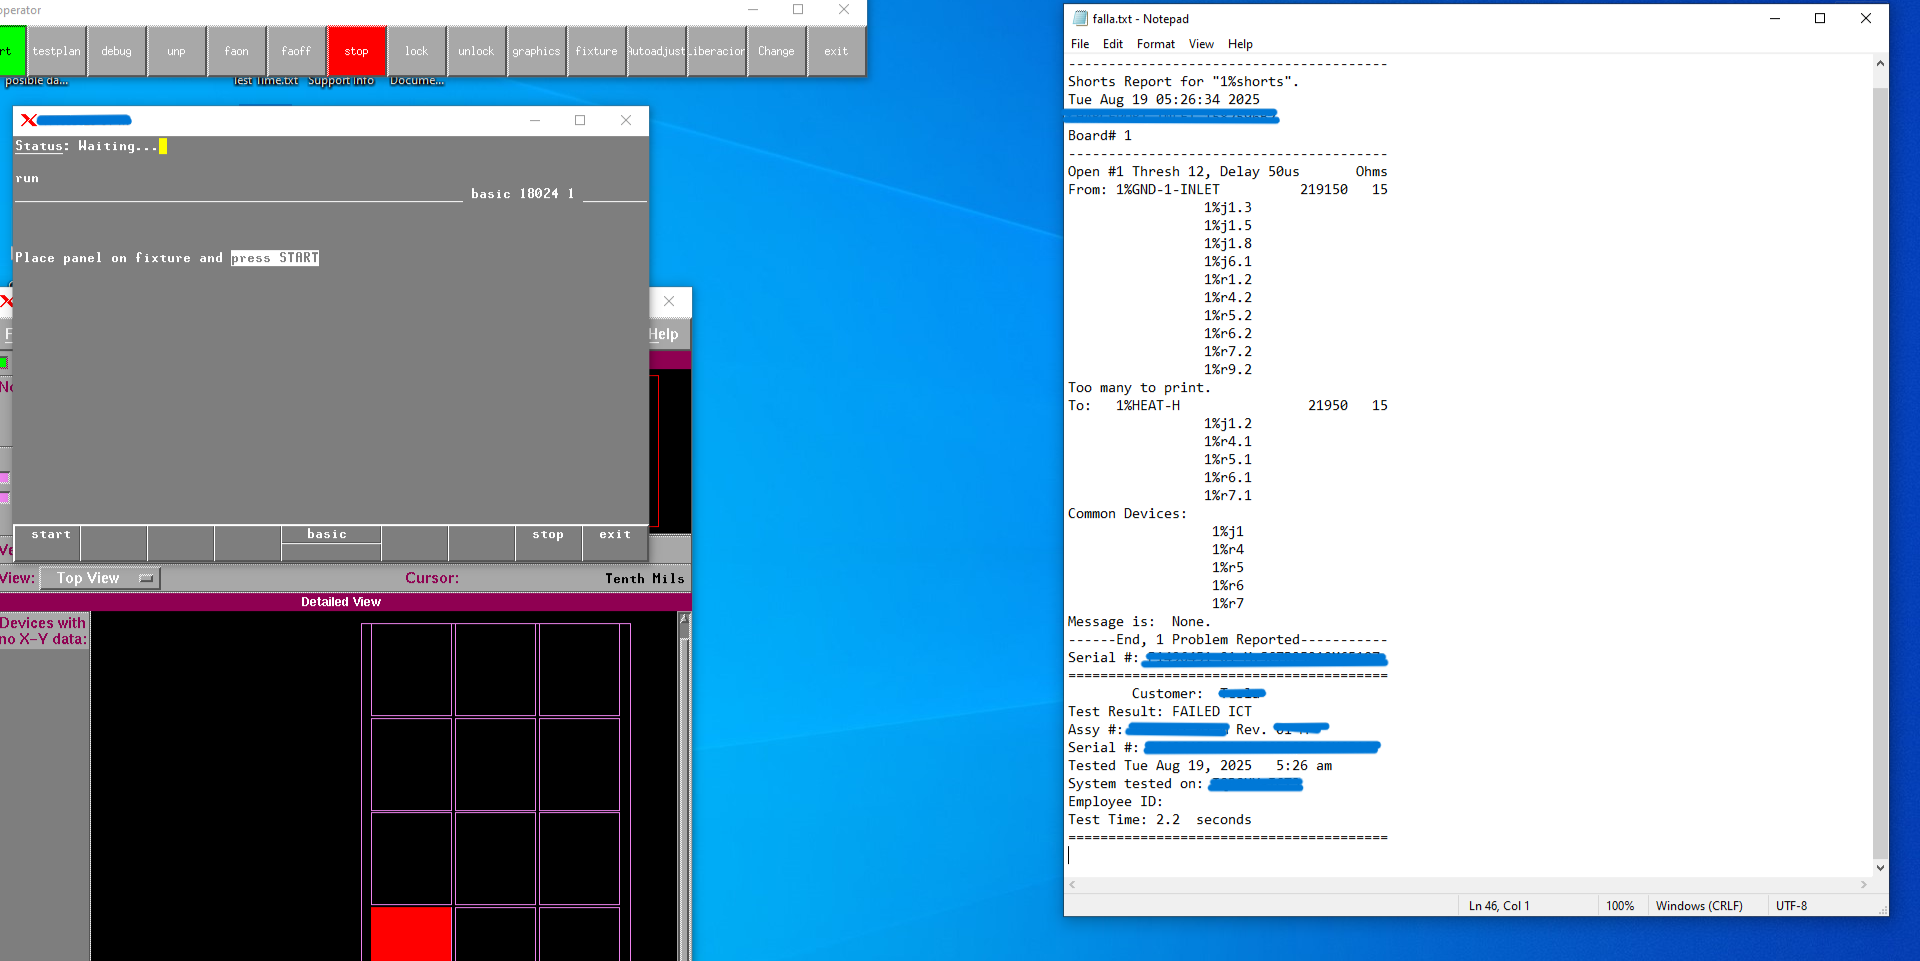 operator
rt testplan debug unp faon faoff stop lock unlock graphics fixture Autoadjust Liberacion Change exit
posible da... Test Time.txt Support Info Docume...
Status: Waiting...
run
basic 18024 1
Place panel on fixture and press START
start basic stop exit
Help
View: Top View Cursor: Tenth Mils
Detailed View
Devices with
no X-Y data:
falla.txt - Notepad
File Edit Format View Help
----------------------------------------
Shorts Report for "1%shorts".
Tue Aug 19 05:26:34 2025
Board# 1
----------------------------------------
Open #1 Thresh 12, Delay 50us Ohms
From: 1%GND-1-INLET 219150 15
1%j1.3
1%j1.5
1%j1.8
1%j6.1
1%r1.2
1%r4.2
1%r5.2
1%r6.2
1%r7.2
1%r9.2
Too many to print.
To: 1%HEAT-H 21950 15
1%j1.2
1%r4.1
1%r5.1
1%r6.1
1%r7.1
Common Devices:
1%j1
1%r4
1%r5
1%r6
1%r7
Message is: None.
------End, 1 Problem Reported-----------
Serial #:
========================================
Customer:
Test Result: FAILED ICT
Assy #: Rev.
Serial #:
Tested Tue Aug 19, 2025 5:26 am
System tested on:
Employee ID:
Test Time: 2.2 seconds
========================================
Ln 46, Col 1 100% Windows (CRLF) UTF-8